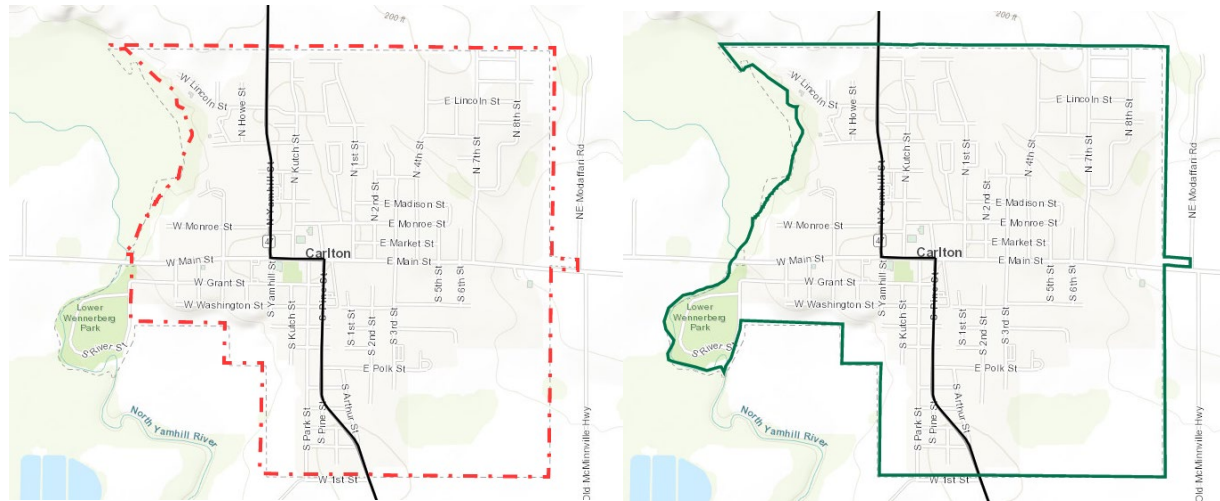 200 ft
W Lincoln St
N Howe St
E Lincoln St
N 8th St
N Kutch St
N 1st St
N 4th St
N 7th St
NE Modaffari Rd
N Yamhill St
N 2nd St
E Madison St
W Monroe St
E Monroe St
47
E Market St
Carlton
W Main St
E Main St
W Grant St
S Yamhill St
S 5th St
S 6th St
Lower
Wennerberg
Park
W Washington St
S Pine St
S Kutch St
S 1st St
S 2nd St
S 3rd St
S River St
E Polk St
S Arthur St
North Yamhill River
S Park St
S Pine St
Old McMinnville Hwy
W 1st St
200 ft
W Lincoln St
N Howe St
E Lincoln St
N 8th St
N Kutch St
N 1st St
N 4th St
N 7th St
NE Modaffari Rd
N Yamhill St
N 2nd St
E Madison St
W Monroe St
E Monroe St
E Market St
Carlton
W Main St
E Main St
W Grant St
S Yamhill St
S 5th St
S 6th St
Lower
Wennerberg
Park
W Washington St
S Pine St
S Kutch St
S 1st St
S 2nd St
S 3rd St
S River St
E Polk St
S Arthur St
North Yamhill River
S Park St
S Pine St
Old McMinnville Hwy
W 1st St